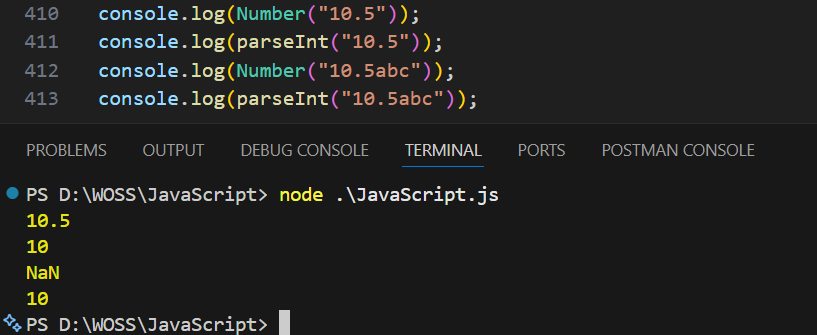 410 console.log(Number("10.5"));
411 console.log(parseInt("10.5"));
412 console.log(Number("10.5abc"));
413 console.log(parseInt("10.5abc"));
PROBLEMS OUTPUT DEBUG CONSOLE TERMINAL PORTS POSTMAN CONSOLE
PS D:\WOSS\JavaScript> node .\JavaScript.js
10.5
10
NaN
10
PS D:\WOSS\JavaScript>